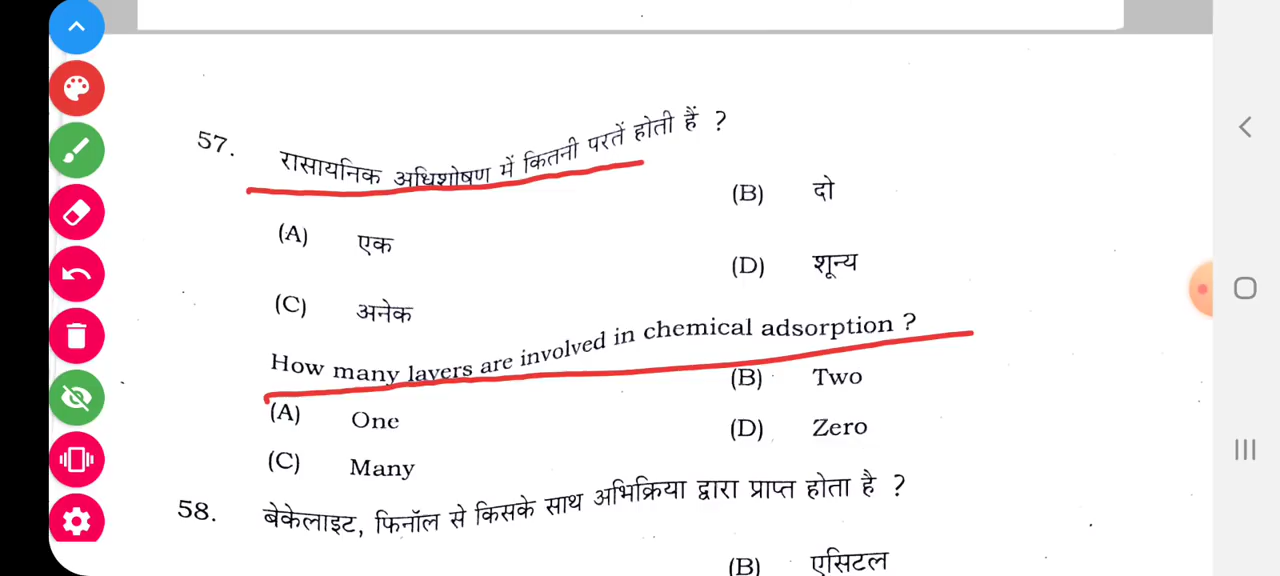 57. रासायनिक अधिशोषण में कितनी परतें होती हैं ?
(A) एक (B) दो
(C) अनेक (D) शून्य
How many layers are involved in chemical adsorption ?
(A) One (B) Two
(C) Many (D) Zero
58. बेकेलाइट, फिनॉल से किसके साथ अभिक्रिया द्वारा प्राप्त होता है ?
(B) एसिटल